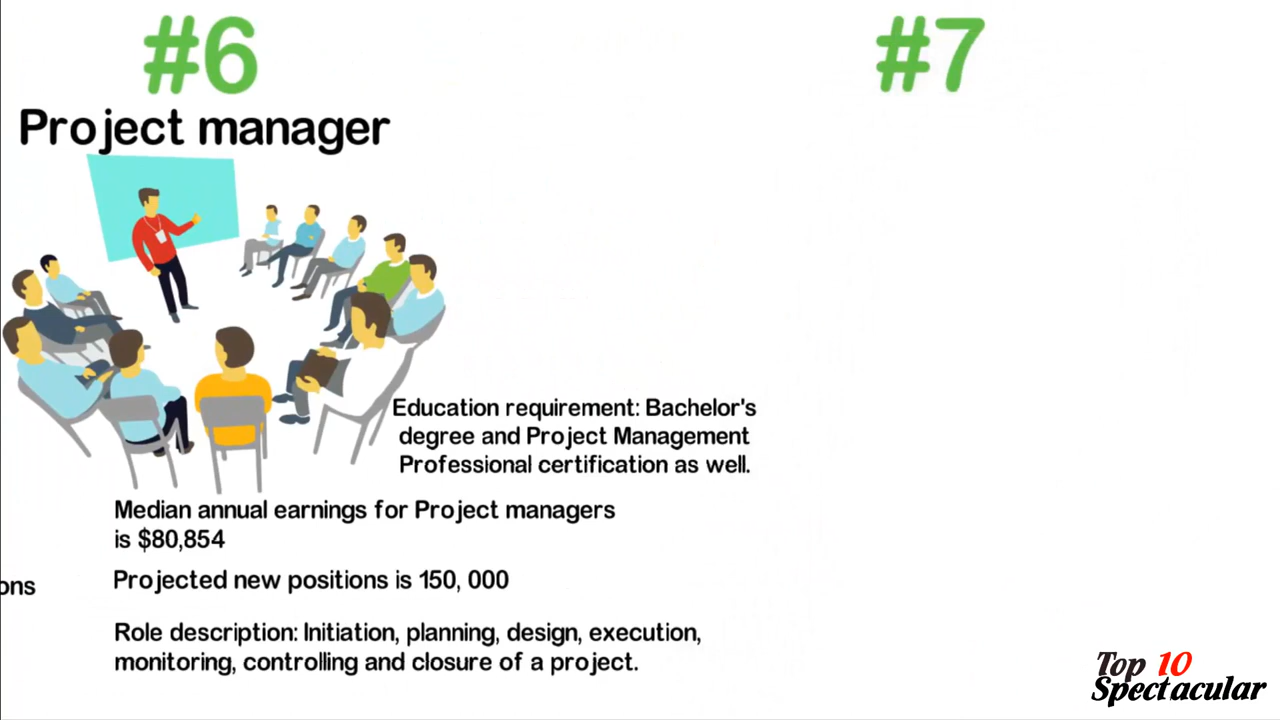 #6
#7
Project manager
Education requirement: Bachelor's
degree and Project Management
Professional certification as well.
Median annual earnings for Project managers
is $80,854
ons
Projected new positions is 150, 000
Role description: Initiation, planning, design, execution,
monitoring, controlling and closure of a project.
Top 10
Spectacular